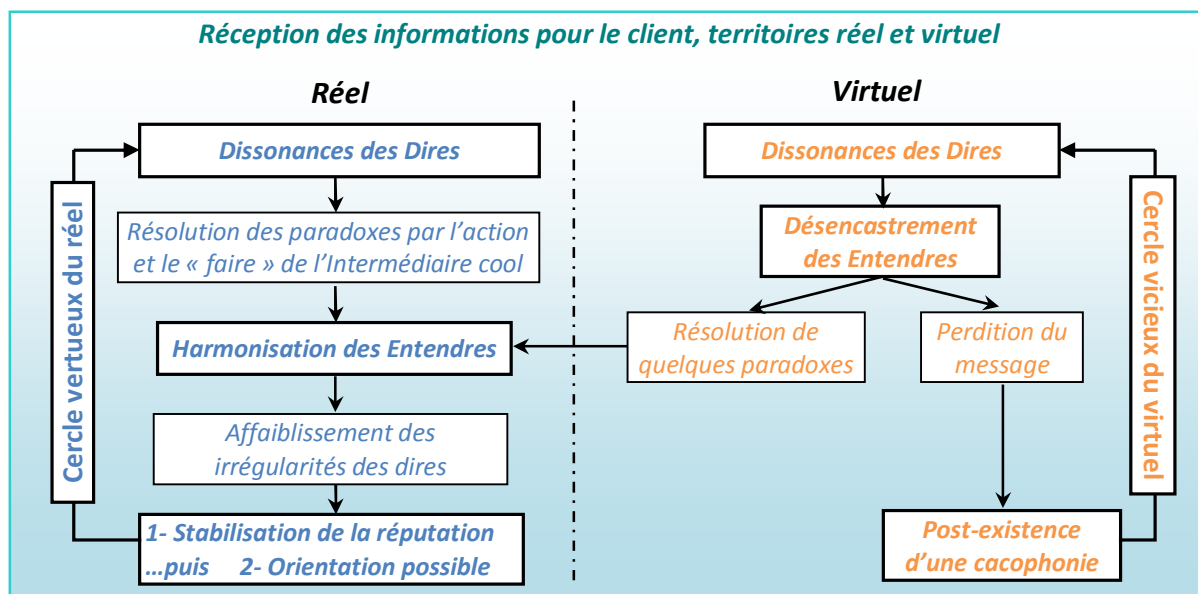 Réception des informations pour le client, territoires réel et virtuel
Réel
Cercle vertueux du réel
Dissonances des Dires
Résolution des paradoxes par l’action
et le « faire » de l’Intermédiaire cool
Harmonisation des Entendres
Affaiblissement des
irrégularités des dires
1- Stabilisation de la réputation
…puis 2- Orientation possible
Virtuel
Dissonances des Dires
Désencastrement
des Entendres
Résolution de
quelques paradoxes
Perdition du
message
Post-existence
d’une cacophonie
Cercle vicieux du virtuel